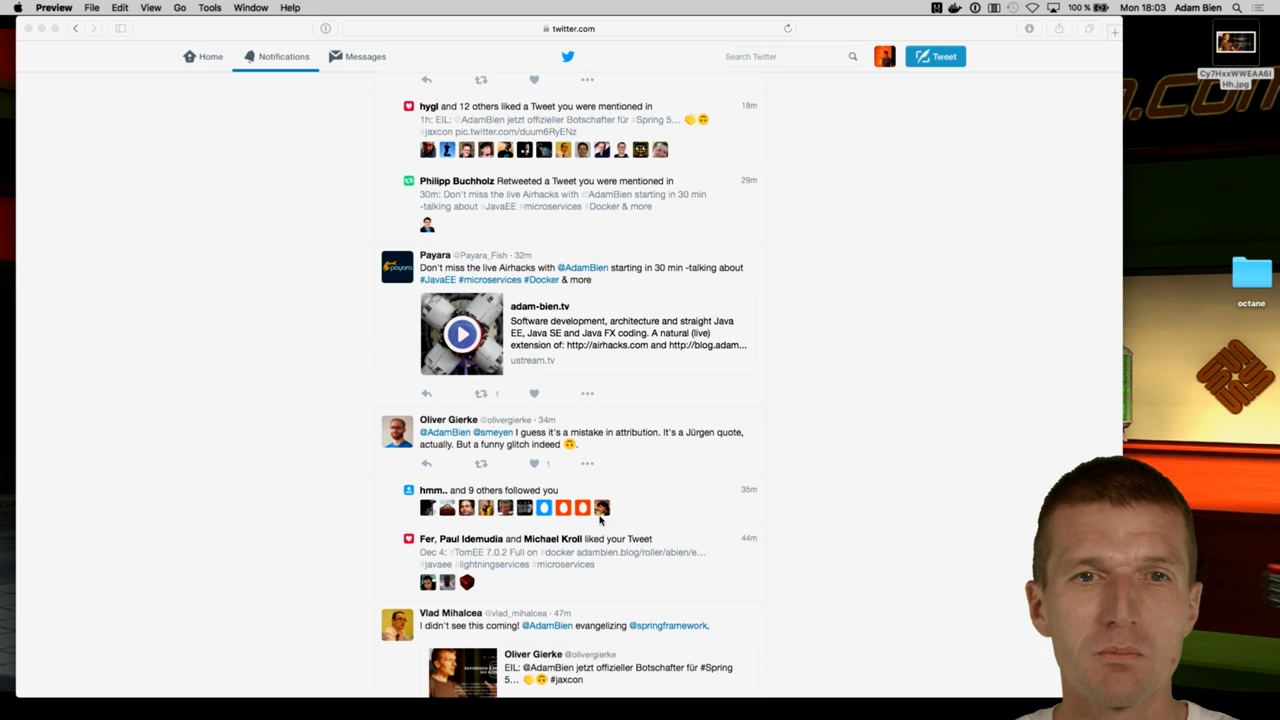 Preview File Edit View Go Tools Window Help
100 % Mon 18:03 Adam Bien
twitter.com
Home Notifications Messages
Search Twitter
Tweet
hygl and 12 others liked a Tweet you were mentioned in 18m
1h: EIL: @AdamBien jetzt offizieller Botschafter für #Spring 5... 👏🙃
#jaxcon pic.twitter.com/duum6RyENz
Philipp Buchholz Retweeted a Tweet you were mentioned in 29m
30m: Don't miss the live Airhacks with @AdamBien starting in 30 min
-talking about #JavaEE #microservices #Docker & more
Payara @Payara_Fish · 32m
Don't miss the live Airhacks with @AdamBien starting in 30 min -talking about
#JavaEE #microservices #Docker & more
payara
adam-bien.tv
Software development, architecture and straight Java
EE, Java SE and Java FX coding. A natural (live)
extension of: http://airhacks.com and http://blog.adam...
ustream.tv
1
Oliver Gierke @olivergierke · 34m
@AdamBien @smeyen I guess it's a mistake in attribution. It's a Jürgen quote,
actually. But a funny glitch indeed 🙃.
1
hmm.. and 9 others followed you 35m
Fer, Paul Idemudia and Michael Kroll liked your Tweet 44m
Dec 4: #TomEE 7.0.2 Full on #docker adambien.blog/roller/abien/e...
#javaee #lightningservices #microservices
Vlad Mihalcea @vlad_mihalcea · 47m
I didn't see this coming! @AdamBien evangelizing @springframework.
Oliver Gierke @olivergierke
EIL: @AdamBien jetzt offizieller Botschafter für #Spring
5... 👏🙃 #jaxcon
Cy7HxxWWEAA6I
Hh.jpg
.com
octane